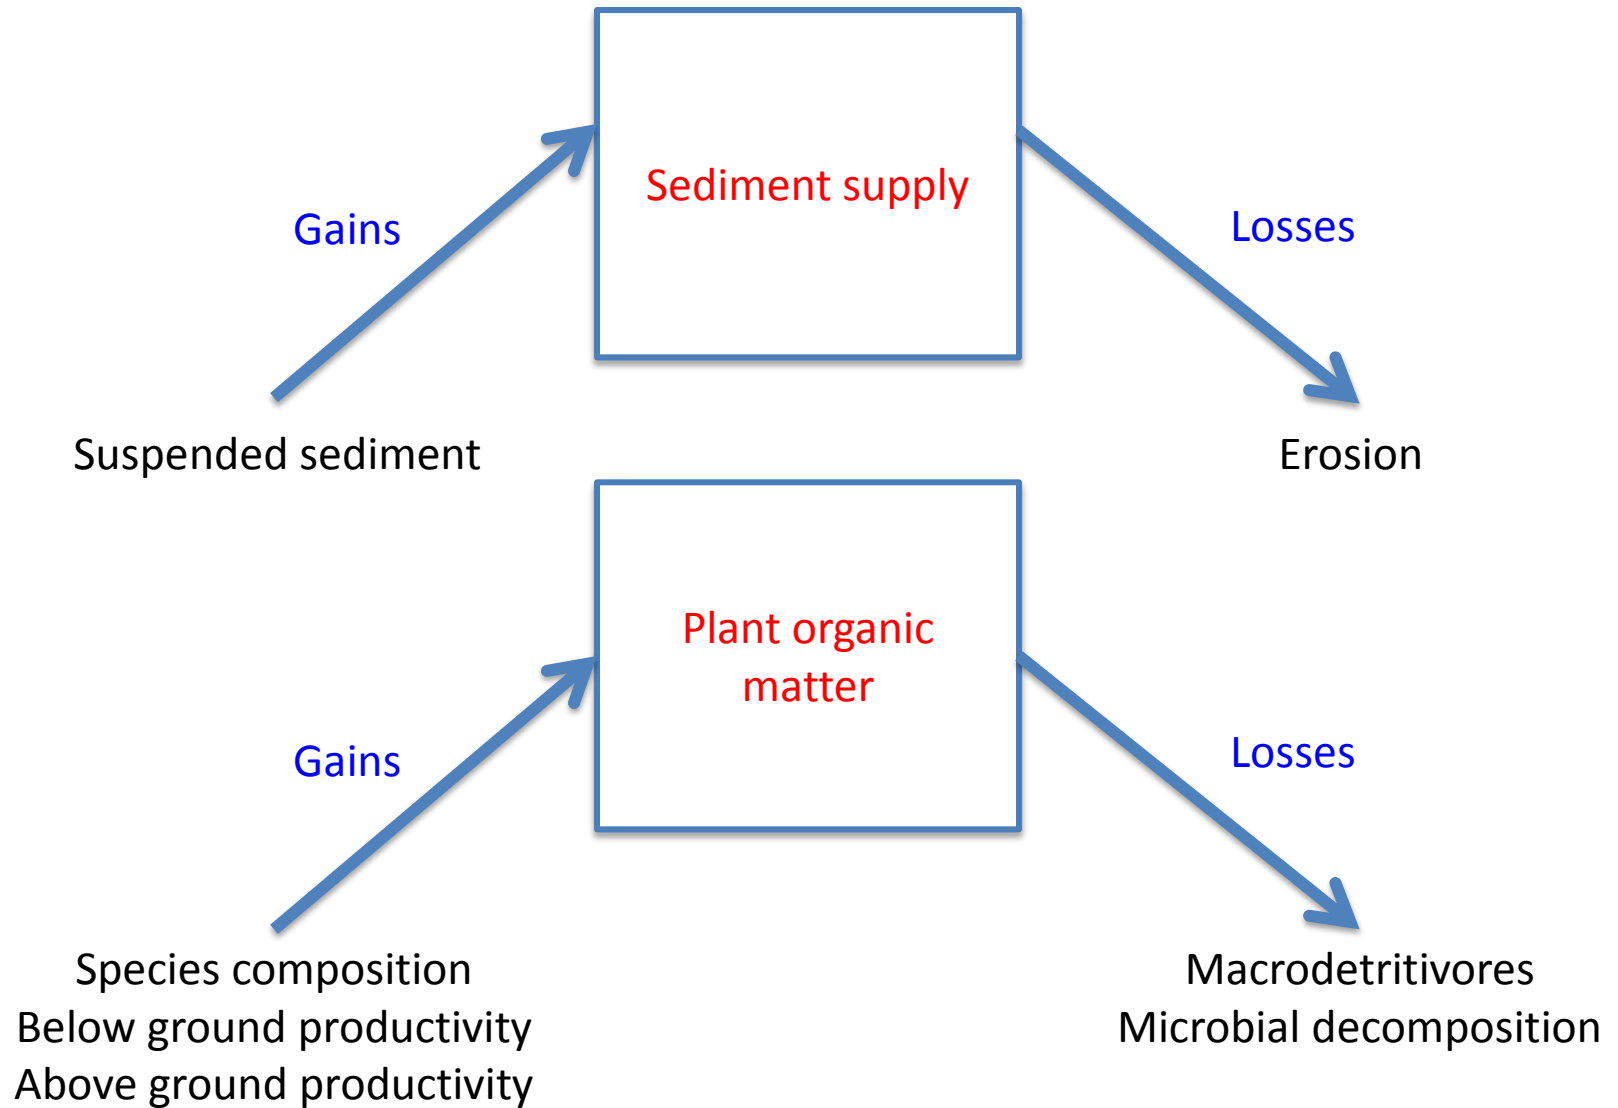 Sediment supply
Gains
Losses
Suspended sediment
Erosion
Plant organic
matter
Gains
Losses
Species composition
Below ground productivity
Above ground productivity
Macrodetritivores
Microbial decomposition